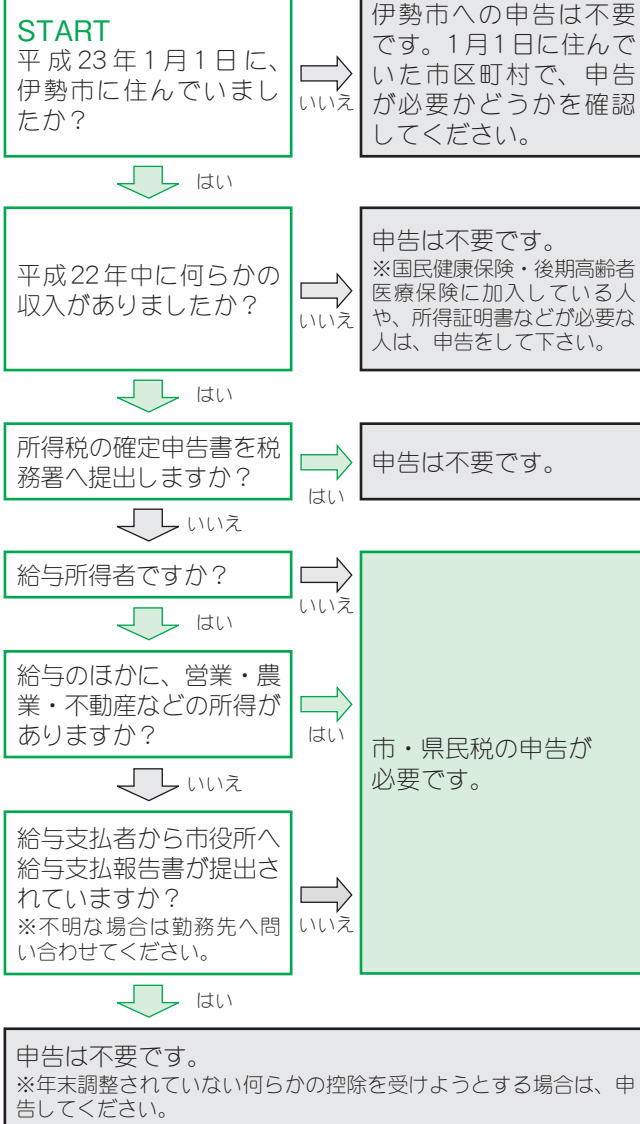 START
平成23年1月1日に、
伊勢市に住んでいまし
たか？
いいえ
伊勢市への申告は不要
です。1月1日に住んで
いた市区町村で、申告
が必要かどうかを確認
してください。
はい
平成22年中に何らかの
収入がありましたか？
いいえ
申告は不要です。
※国民健康保険・後期高齢者
医療保険に加入している人
や、所得証明書などが必要な
人は、申告をして下さい。
はい
所得税の確定申告書を税
務署へ提出しますか？
はい
申告は不要です。
いいえ
給与所得者ですか？
いいえ
はい
給与のほかに、営業・農
業・不動産などの所得が
ありますか？
はい
市・県民税の申告が
必要です。
いいえ
給与支払者から市役所へ
給与支払報告書が提出さ
れていますか？
※不明な場合は勤務先へ問
い合わせてください。
いいえ
はい
申告は不要です。
※年末調整されていない何らかの控除を受けようとする場合は、申
告してください。